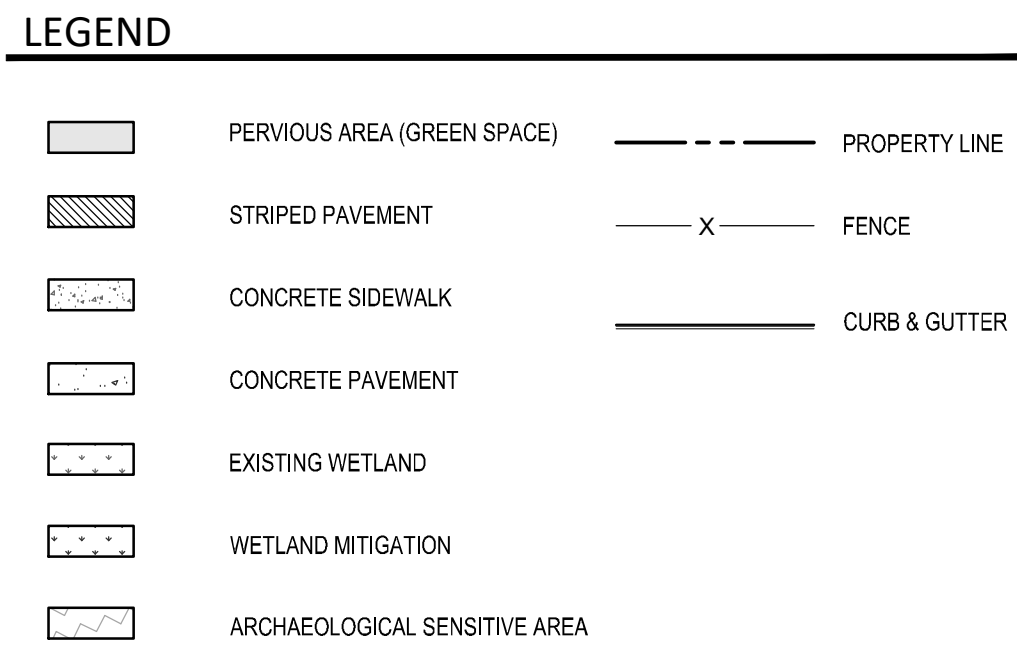 LEGEND
PERVIOUS AREA (GREEN SPACE)
STRIPED PAVEMENT
CONCRETE SIDEWALK
CONCRETE PAVEMENT
EXISTING WETLAND
WETLAND MITIGATION
ARCHAEOLOGICAL SENSITIVE AREA
PROPERTY LINE
X FENCE
CURB & GUTTER